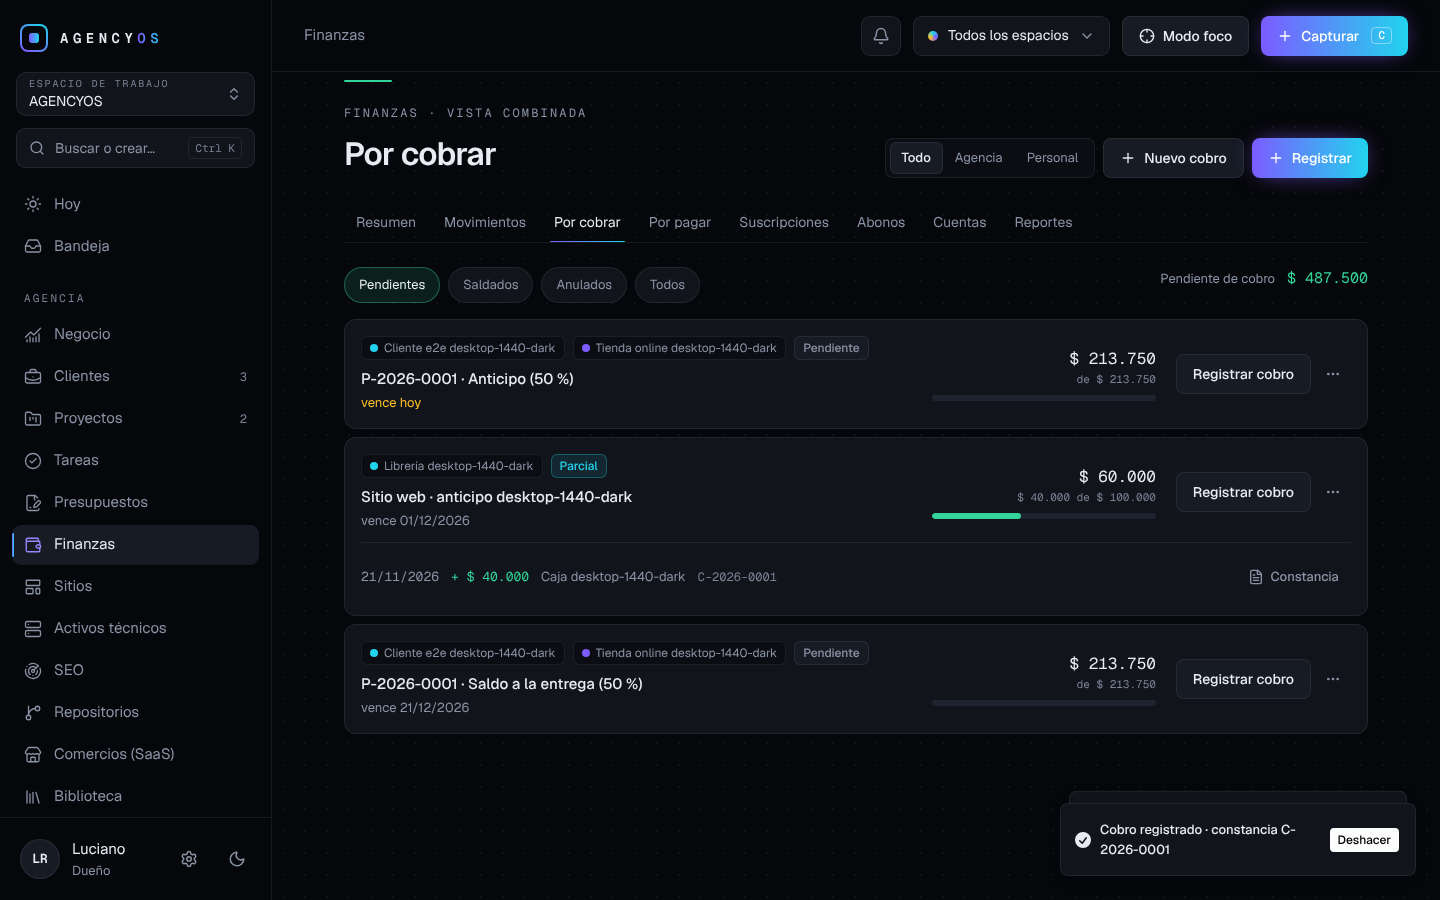 AGENCYOS
ESPACIO DE TRABAJO
AGENCYOS
Buscar o crear... Ctrl K
Hoy
Bandeja
AGENCIA
Negocio
Clientes 3
Proyectos 2
Tareas
Presupuestos
Finanzas
Sitios
Activos técnicos
SEO
Repositorios
Comercios (SaaS)
Biblioteca
LR
Luciano
Dueño
Finanzas
Todos los espacios
Modo foco
Capturar C
FINANZAS · VISTA COMBINADA
Por cobrar
Todo Agencia Personal
Nuevo cobro
Registrar
Resumen Movimientos Por cobrar Por pagar Suscripciones Abonos Cuentas Reportes
Pendientes Saldados Anulados Todos
Pendiente de cobro $ 487.500
Cliente e2e desktop-1440-dark Tienda online desktop-1440-dark Pendiente
P-2026-0001 · Anticipo (50 %)
vence hoy
$ 213.750
de $ 213.750
Registrar cobro
Librería desktop-1440-dark Parcial
Sitio web · anticipo desktop-1440-dark
vence 01/12/2026
$ 60.000
$ 40.000 de $ 100.000
Registrar cobro
21/11/2026 + $ 40.000 Caja desktop-1440-dark C-2026-0001 Constancia
Cliente e2e desktop-1440-dark Tienda online desktop-1440-dark Pendiente
P-2026-0001 · Saldo a la entrega (50 %)
vence 21/12/2026
$ 213.750
de $ 213.750
Registrar cobro
Cobro registrado · constancia C-
2026-0001
Deshacer